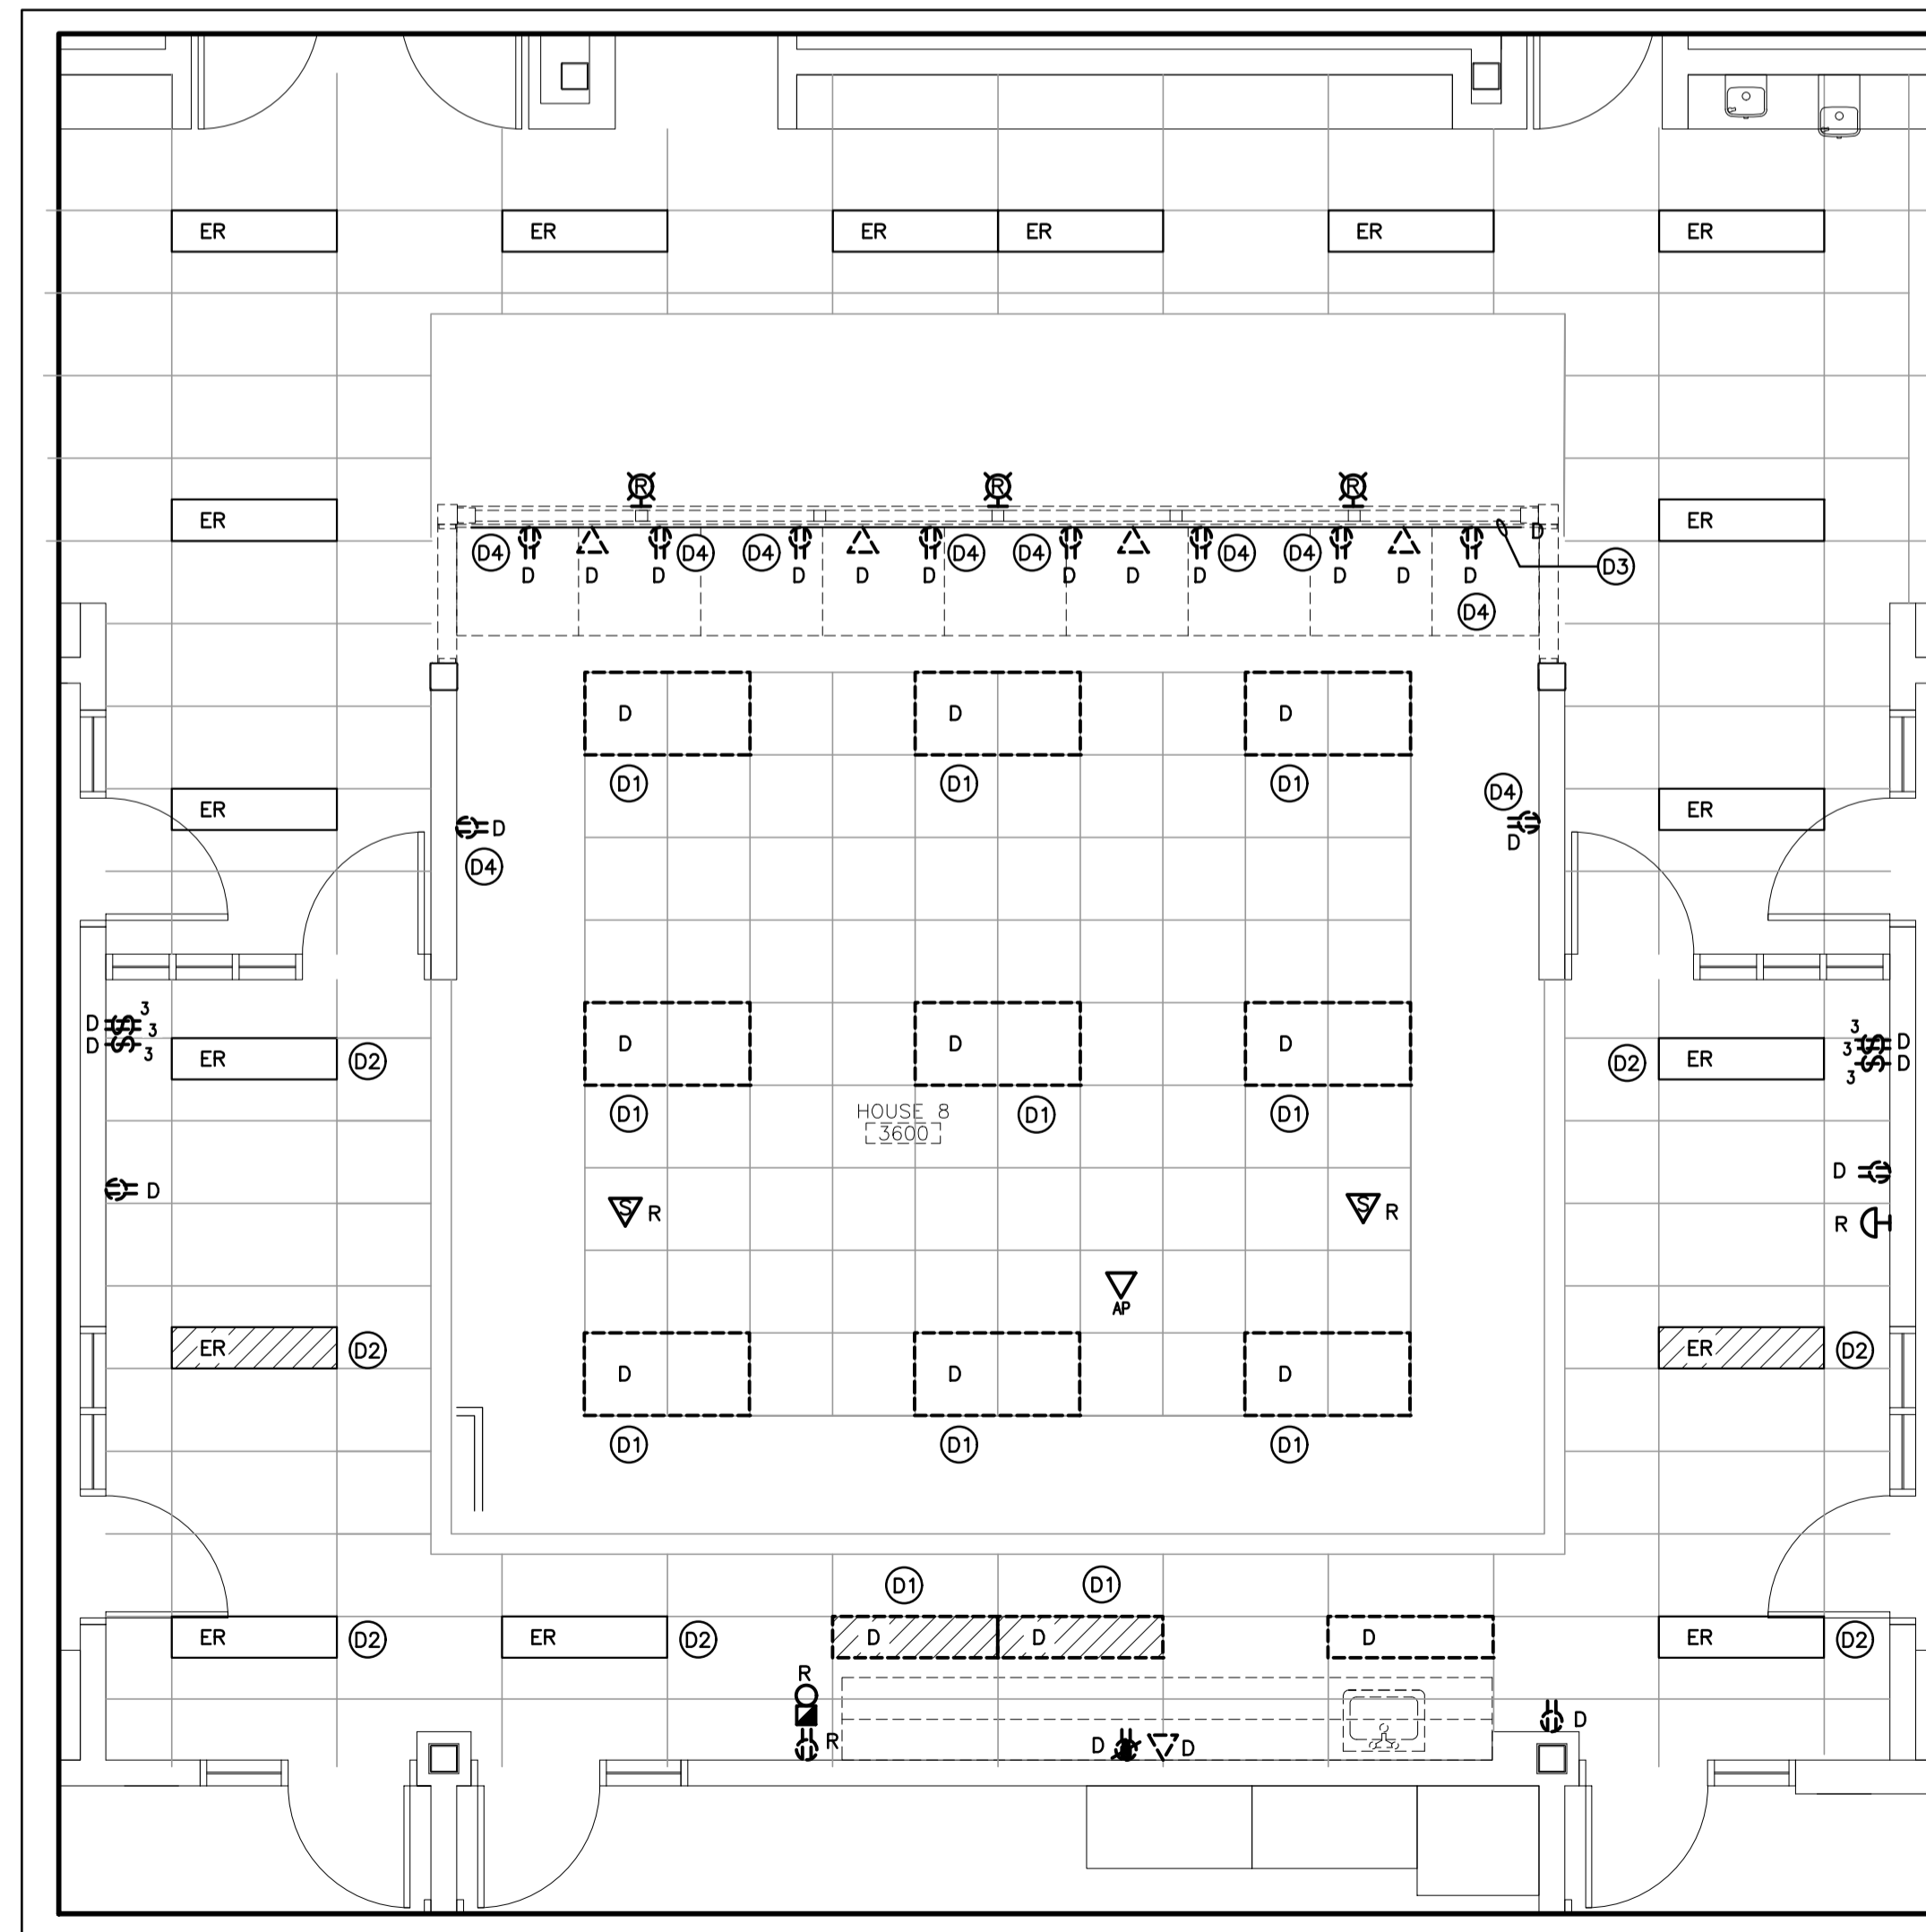 ER ER ER ER ER ER
R R R
ER ER
D
D4 D4 D4 D4 D4 D4 D4 D3
D D D D D D D D D D D D
D4
D D D
D1 D1 D1
D4
ER ER
D D
D4
3 3
D 3 3 D
D 3 3 D
ER D2 D2 ER
D D D
D1 D1 D1
HOUSE 8
3600
D D
S R S R R
AP
ER D2 ER D2
D D D
D1 D1 D1
D1 D1
ER D2 ER D2 D D D ER D2
R
D
R D D